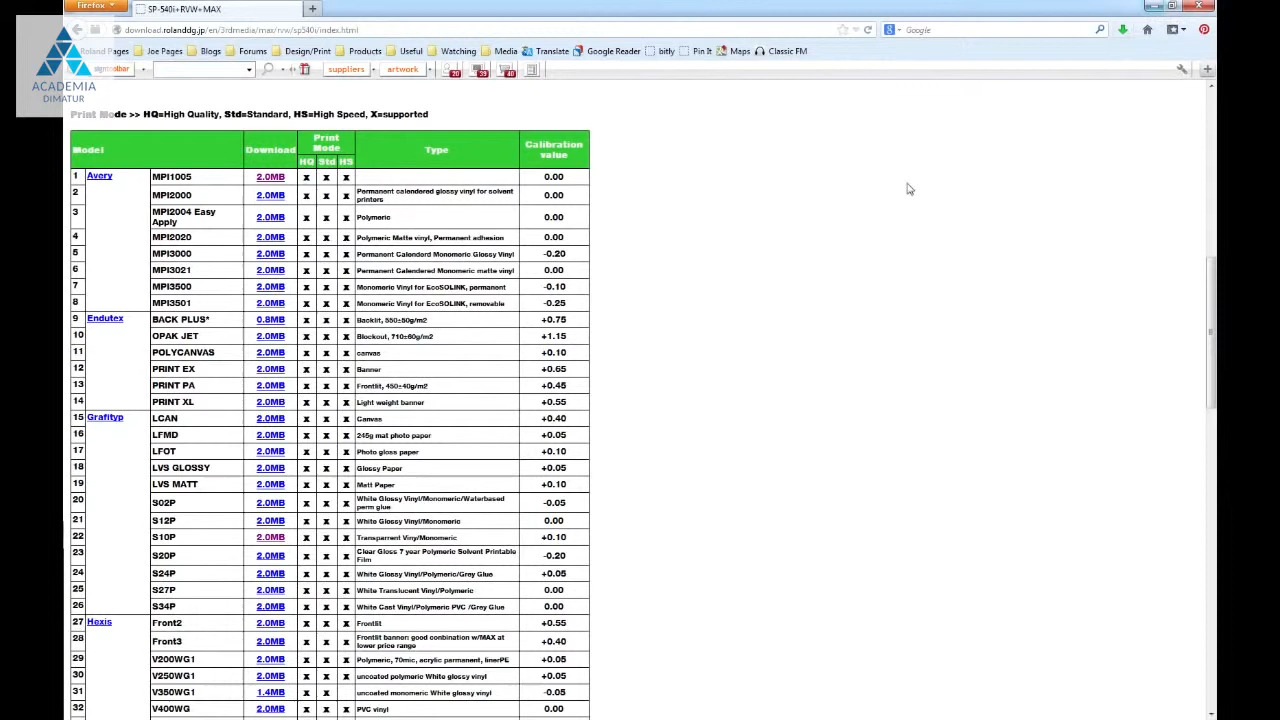 Firefox
SP-540i+RVW+MAX
download.rolanddg.jp/en/3rdmedia/max/rvw/sp540i/index.html
Google
Roland Pages Joe Pages Blogs Forums Design/Print Products Useful Watching Media Translate Google Reader bitly Pin It Maps Classic FM
signtoolbar suppliers artwork 20 39 40
ACADEMIA
DIMATUR
Print Mode >> HQ=High Quality, Std=Standard, HS=High Speed, X=supported
Model Download Print Mode HQ Std HS Type Calibration value
1 Avery MPI1005 2.0MB x x x 0.00
2 MPI2000 2.0MB x x x Permanent calendered glossy vinyl for solvent printers 0.00
3 MPI2004 Easy Apply 2.0MB x x x Polymeric 0.00
4 MPI2020 2.0MB x x x Polymeric Matte vinyl, Permanent adhesion 0.00
5 MPI3000 2.0MB x x x Permanent Calenderd Monomeric Glossy Vinyl -0.20
6 MPI3021 2.0MB x x x Permanent Calendered Monomeric matte vinyl 0.00
7 MPI3500 2.0MB x x x Monomeric Vinyl for EcoSOLINK, permanent -0.10
8 MPI3501 2.0MB x x x Monomeric Vinyl for EcoSOLINK, removable -0.25
9 Endutex BACK PLUS* 0.8MB x x x Backlit, 550±50g/m2 +0.75
10 OPAK JET 2.0MB x x x Blockout, 710±60g/m2 +1.15
11 POLYCANVAS 2.0MB x x x canvas +0.10
12 PRINT EX 2.0MB x x x Banner +0.65
13 PRINT PA 2.0MB x x x Frontlit, 450±40g/m2 +0.45
14 PRINT XL 2.0MB x x x Light weight banner +0.55
15 Grafityp LCAN 2.0MB x x x Canvas +0.40
16 LFMD 2.0MB x x x 245g mat photo paper +0.05
17 LFOT 2.0MB x x x Photo gloss paper +0.10
18 LVS GLOSSY 2.0MB x x x Glossy Paper +0.05
19 LVS MATT 2.0MB x x x Matt Paper +0.10
20 S02P 2.0MB x x x White Glossy Vinyl/Monomeric/Waterbased perm glue -0.05
21 S12P 2.0MB x x x White Glossy Vinyl/Monomeric 0.00
22 S10P 2.0MB x x x Transparrent Viny/Monomeric +0.10
23 S20P 2.0MB x x x Clear Gloss 7 year Polymeric Solvent Printable Film -0.20
24 S24P 2.0MB x x x White Glossy Vinyl/Polymeric/Grey Glue +0.05
25 S27P 2.0MB x x x White Translucent Vinyl/Polymeric 0.00
26 S34P 2.0MB x x x White Cast Vinyl/Polymeric PVC /Grey Glue 0.00
27 Hexis Front2 2.0MB x x x Frontlit +0.55
28 Front3 2.0MB x x x Frontlit banner: good conbination w/MAX at lower price range +0.40
29 V200WG1 2.0MB x x x Polymeric, 70mic, acrylic parmanent, linerPE +0.05
30 V250WG1 2.0MB x x x uncoated polymeric White glossy vinyl +0.05
31 V350WG1 1.4MB x x uncoated monomeric White glossy vinyl -0.05
32 V400WG 2.0MB x x x PVC vinyl 0.00